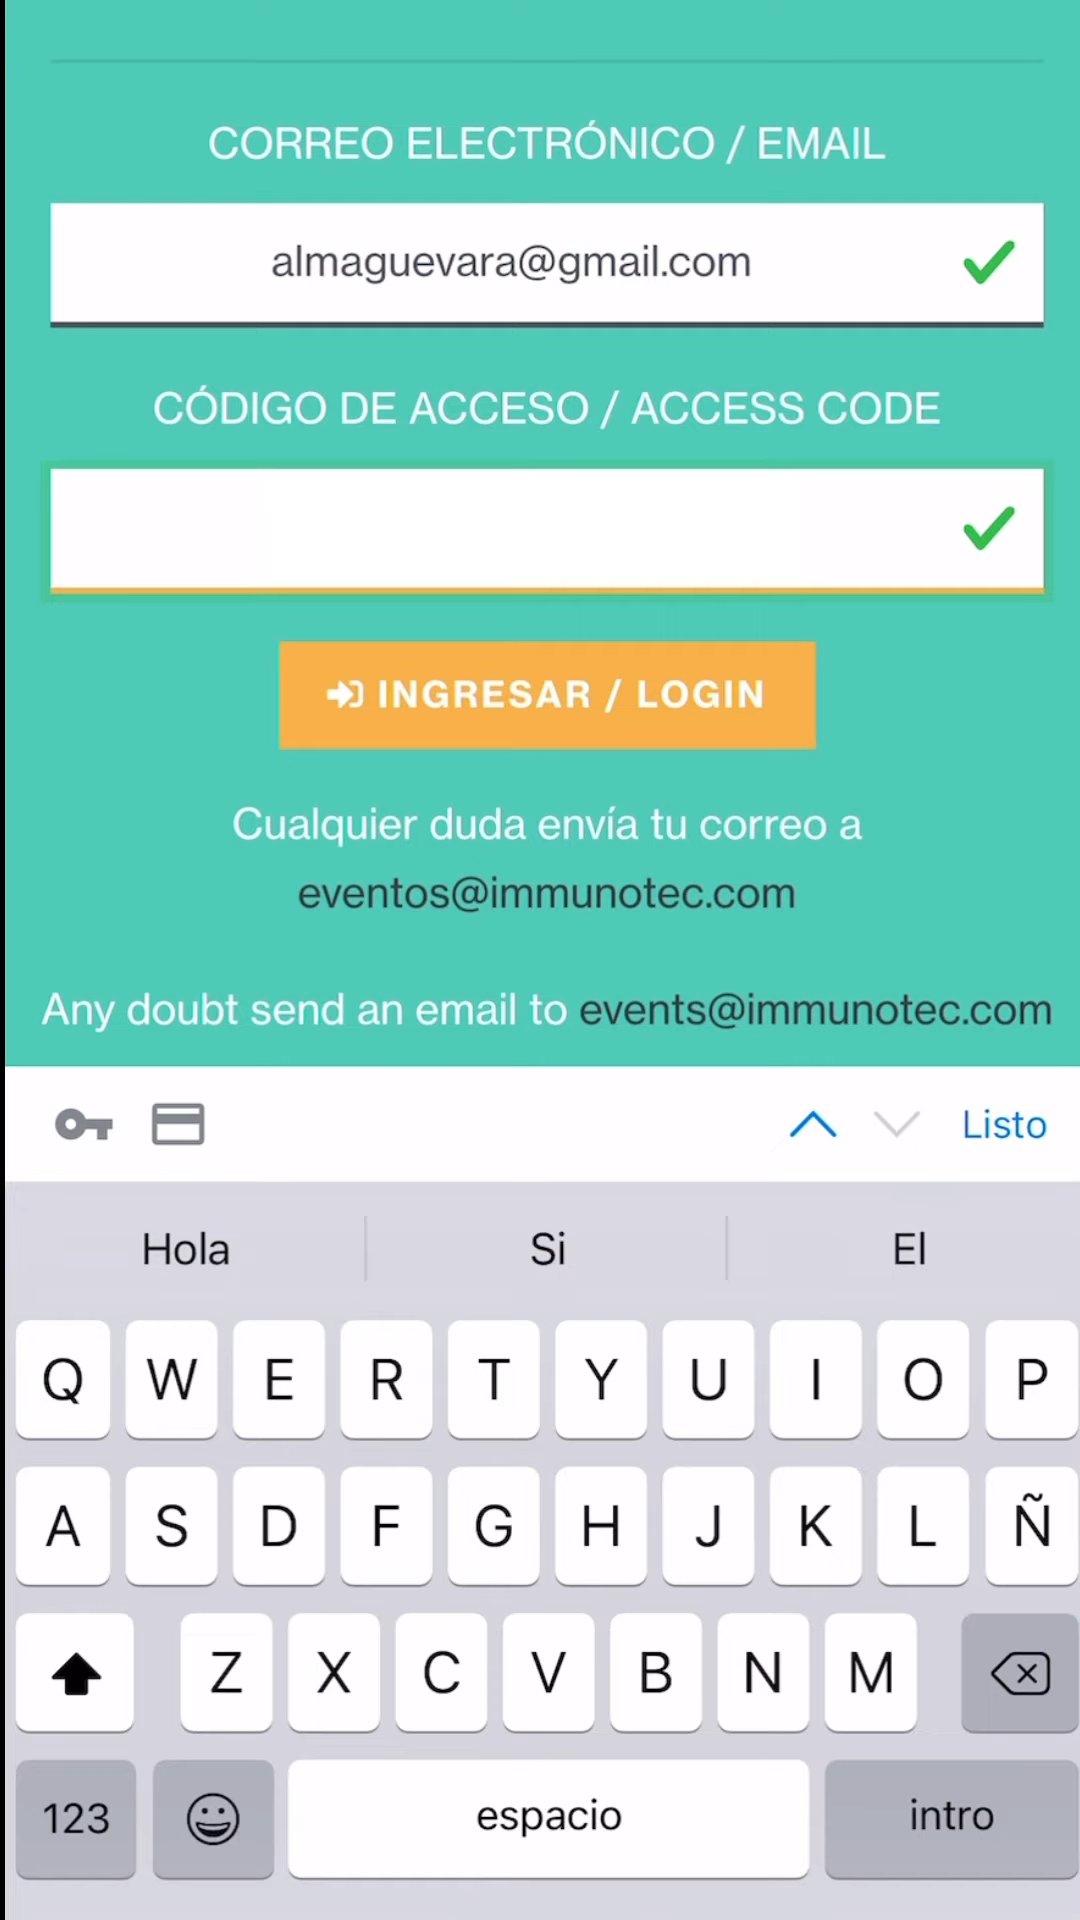 CORREO ELECTRÓNICO / EMAIL
almaguevara@gmail.com
CÓDIGO DE ACCESO / ACCESS CODE
INGRESAR / LOGIN
Cualquier duda envía tu correo a
eventos@immunotec.com
Any doubt send an email to events@immunotec.com
Listo
Hola Si El
Q W E R T Y U I O P
A S D F G H J K L Ñ
Z X C V B N M
123 espacio intro